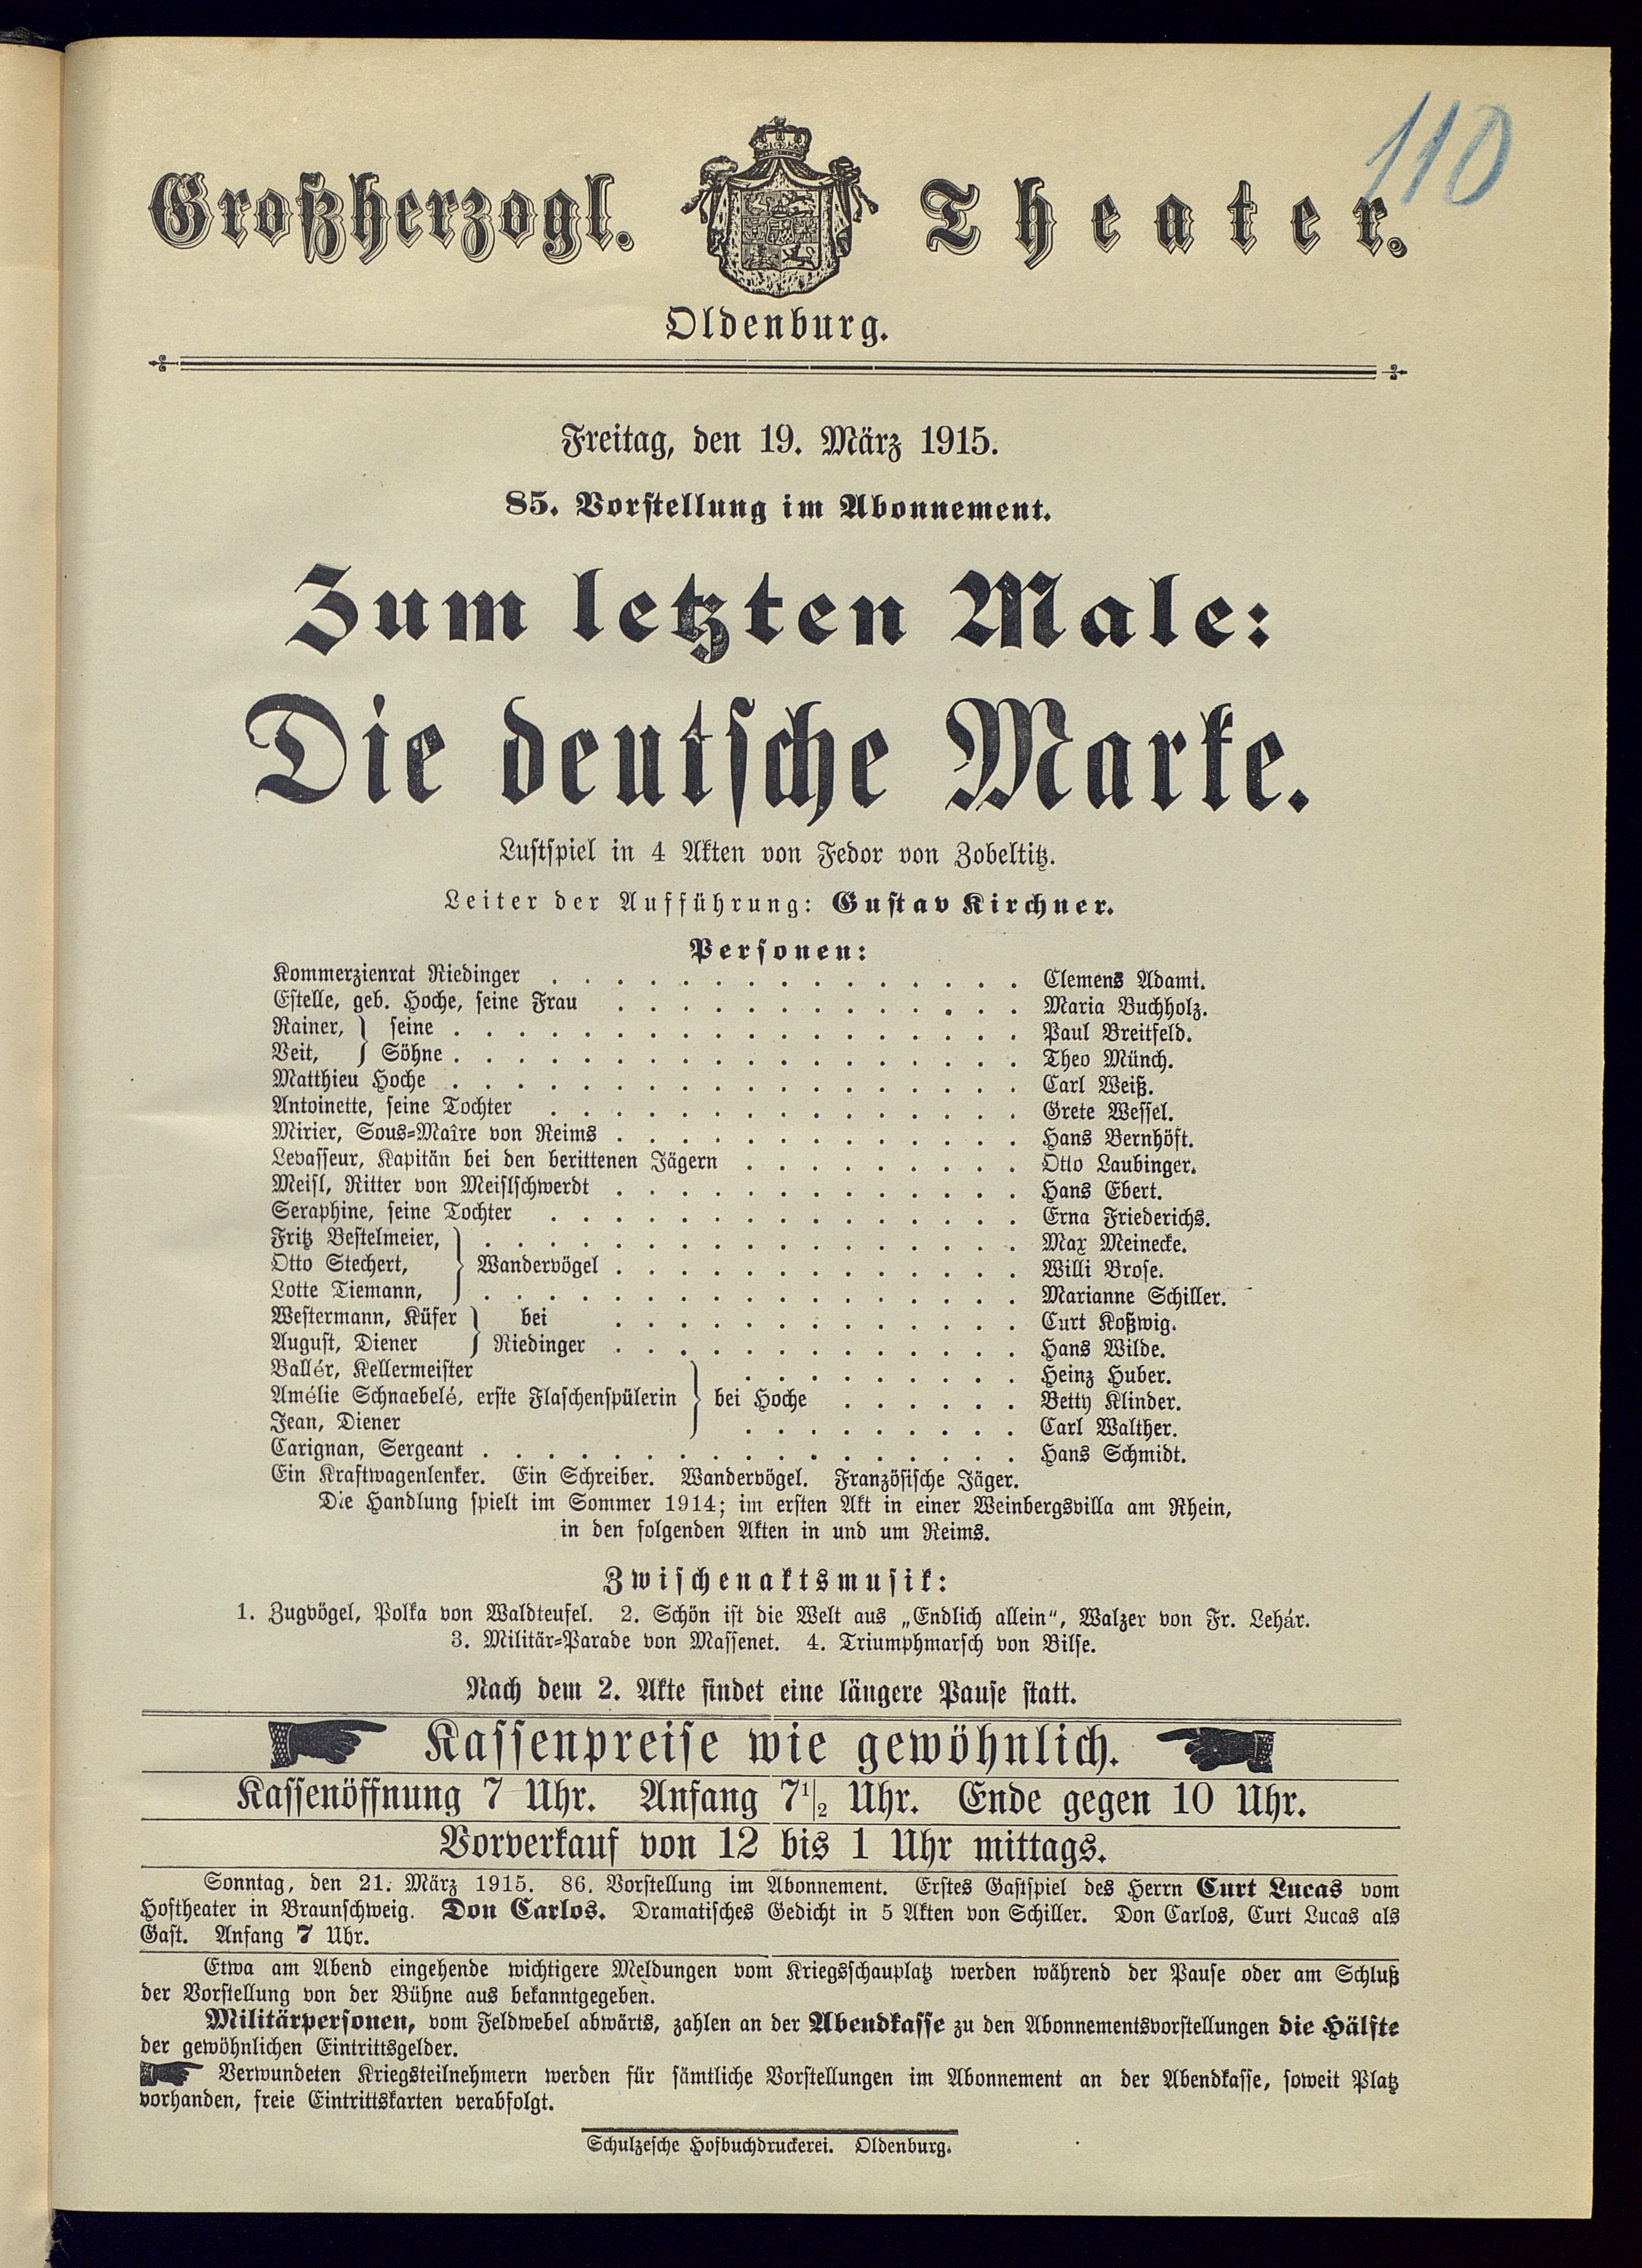 110
Großherzogl. Theater.
Oldenburg.
Freitag, den 19. März 1915.
85. Vorstellung im Abonnement.
Zum letzten Male:
Die deutsche Marke.
Lustspiel in 4 Akten von Fedor von Zobeltitz.
Leiter der Aufführung: Gustav Kirchner.
Personen:
Kommerzienrat Riedinger . . . . . . . . . . . . . . . Clemens Adami.
Estelle, geb. Hoche, seine Frau . . . . . . . . . . . . . Maria Buchholz.
Rainer, } seine . . . . . . . . . . . . . . . . . . Paul Breitfeld.
Veit, } Söhne . . . . . . . . . . . . . . . . . . Theo Münch.
Matthieu Hoche . . . . . . . . . . . . . . . . . . Carl Weiß.
Antoinette, seine Tochter . . . . . . . . . . . . . . . Grete Wessel.
Mirier, Sous-Maîre von Reims . . . . . . . . . . . . . Hans Bernhöft.
Levasseur, Kapitän bei den berittenen Jägern . . . . . . . . . Otto Laubinger.
Meisl, Ritter von Meislschwerdt . . . . . . . . . . . . . Hans Ebert.
Seraphine, seine Tochter . . . . . . . . . . . . . . . Erna Friederichs.
Fritz Bestelmeier, } . . . . . . . . . . . . . . . . . Max Meinecke.
Otto Stechert, } Wandervögel . . . . . . . . . . . . . Willi Brose.
Lotte Tiemann, } . . . . . . . . . . . . . . . . . Marianne Schiller.
Westermann, Küfer } bei . . . . . . . . . . . . . Curt Koßwig.
August, Diener } Riedinger . . . . . . . . . . . . . Hans Wilde.
Ballér, Kellermeister } . . . . . . . . . Heinz Huber.
Amélie Schnaebelé, erste Flaschenspülerin } bei Hoche . . . . . . Betty Klinder.
Jean, Diener } . . . . . . . . . Carl Walther.
Carignan, Sergeant . . . . . . . . . . . . . . . . . Hans Schmidt.
Ein Kraftwagenlenker. Ein Schreiber. Wandervögel. Französische Jäger.
Die Handlung spielt im Sommer 1914; im ersten Akt in einer Weinbergsvilla am Rhein,
in den folgenden Akten in und um Reims.
Zwischenaktsmusik:
1. Zugvögel, Polka von Waldteufel. 2. Schön ist die Welt aus „Endlich allein“, Walzer von Fr. Lehár.
3. Militär-Parade von Massenet. 4. Triumphmarsch von Bilse.
Nach dem 2. Akte findet eine längere Pause statt.
Kassenpreise wie gewöhnlich.
Kassenöffnung 7 Uhr. Anfang 7 1/2 Uhr. Ende gegen 10 Uhr.
Vorverkauf von 12 bis 1 Uhr mittags.
Sonntag, den 21. März 1915. 86. Vorstellung im Abonnement. Erstes Gastspiel des Herrn Curt Lucas vom
Hoftheater in Braunschweig. Don Carlos. Dramatisches Gedicht in 5 Akten von Schiller. Don Carlos, Curt Lucas als
Gast. Anfang 7 Uhr.
Etwa am Abend eingehende wichtigere Meldungen vom Kriegsschauplatz werden während der Pause oder am Schluß
der Vorstellung von der Bühne aus bekanntgegeben.
Militärpersonen, vom Feldwebel abwärts, zahlen an der Abendkasse zu den Abonnementsvorstellungen die Hälfte
der gewöhnlichen Eintrittsgelder.
Verwundeten Kriegsteilnehmern werden für sämtliche Vorstellungen im Abonnement an der Abendkasse, soweit Platz
vorhanden, freie Eintrittskarten verabfolgt.
Schulzesche Hofbuchdruckerei. Oldenburg.